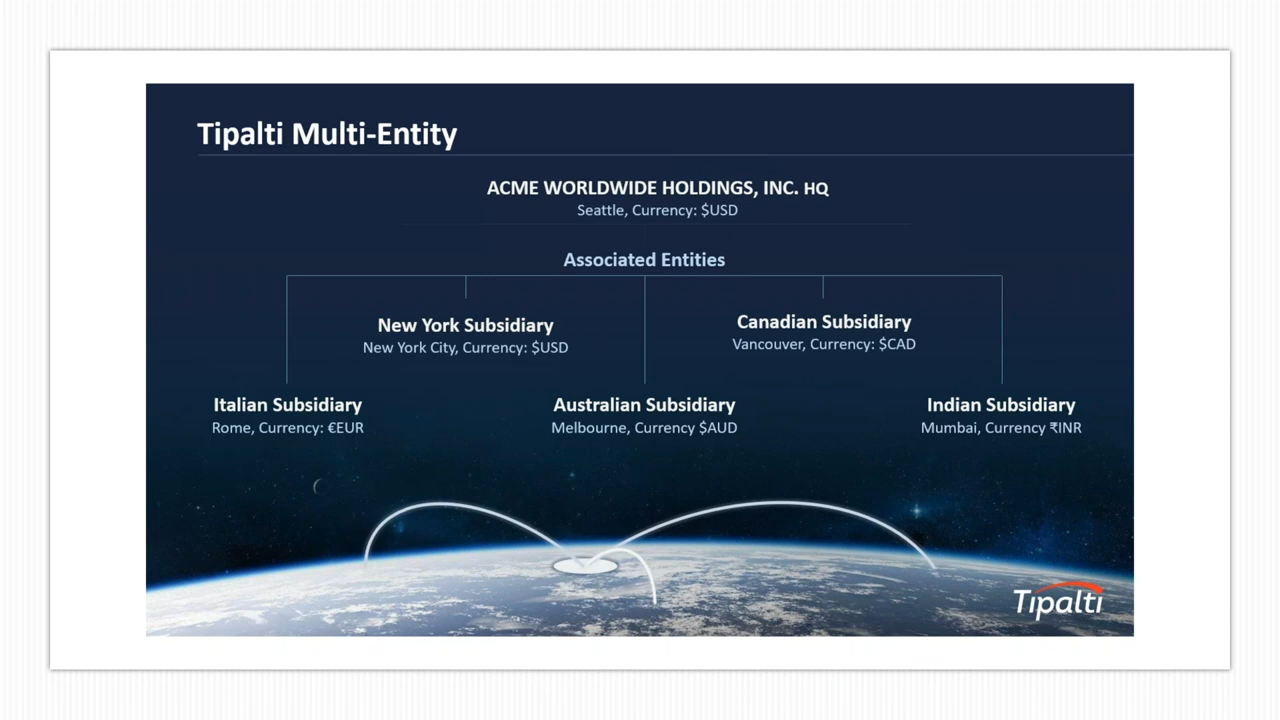 Tipalti Multi-Entity
ACME WORLDWIDE HOLDINGS, INC. HQ
Seattle, Currency: $USD
Associated Entities
New York Subsidiary
New York City, Currency: $USD
Canadian Subsidiary
Vancouver, Currency: $CAD
Italian Subsidiary
Rome, Currency: €EUR
Australian Subsidiary
Melbourne, Currency $AUD
Indian Subsidiary
Mumbai, Currency ₹INR
Tipalti